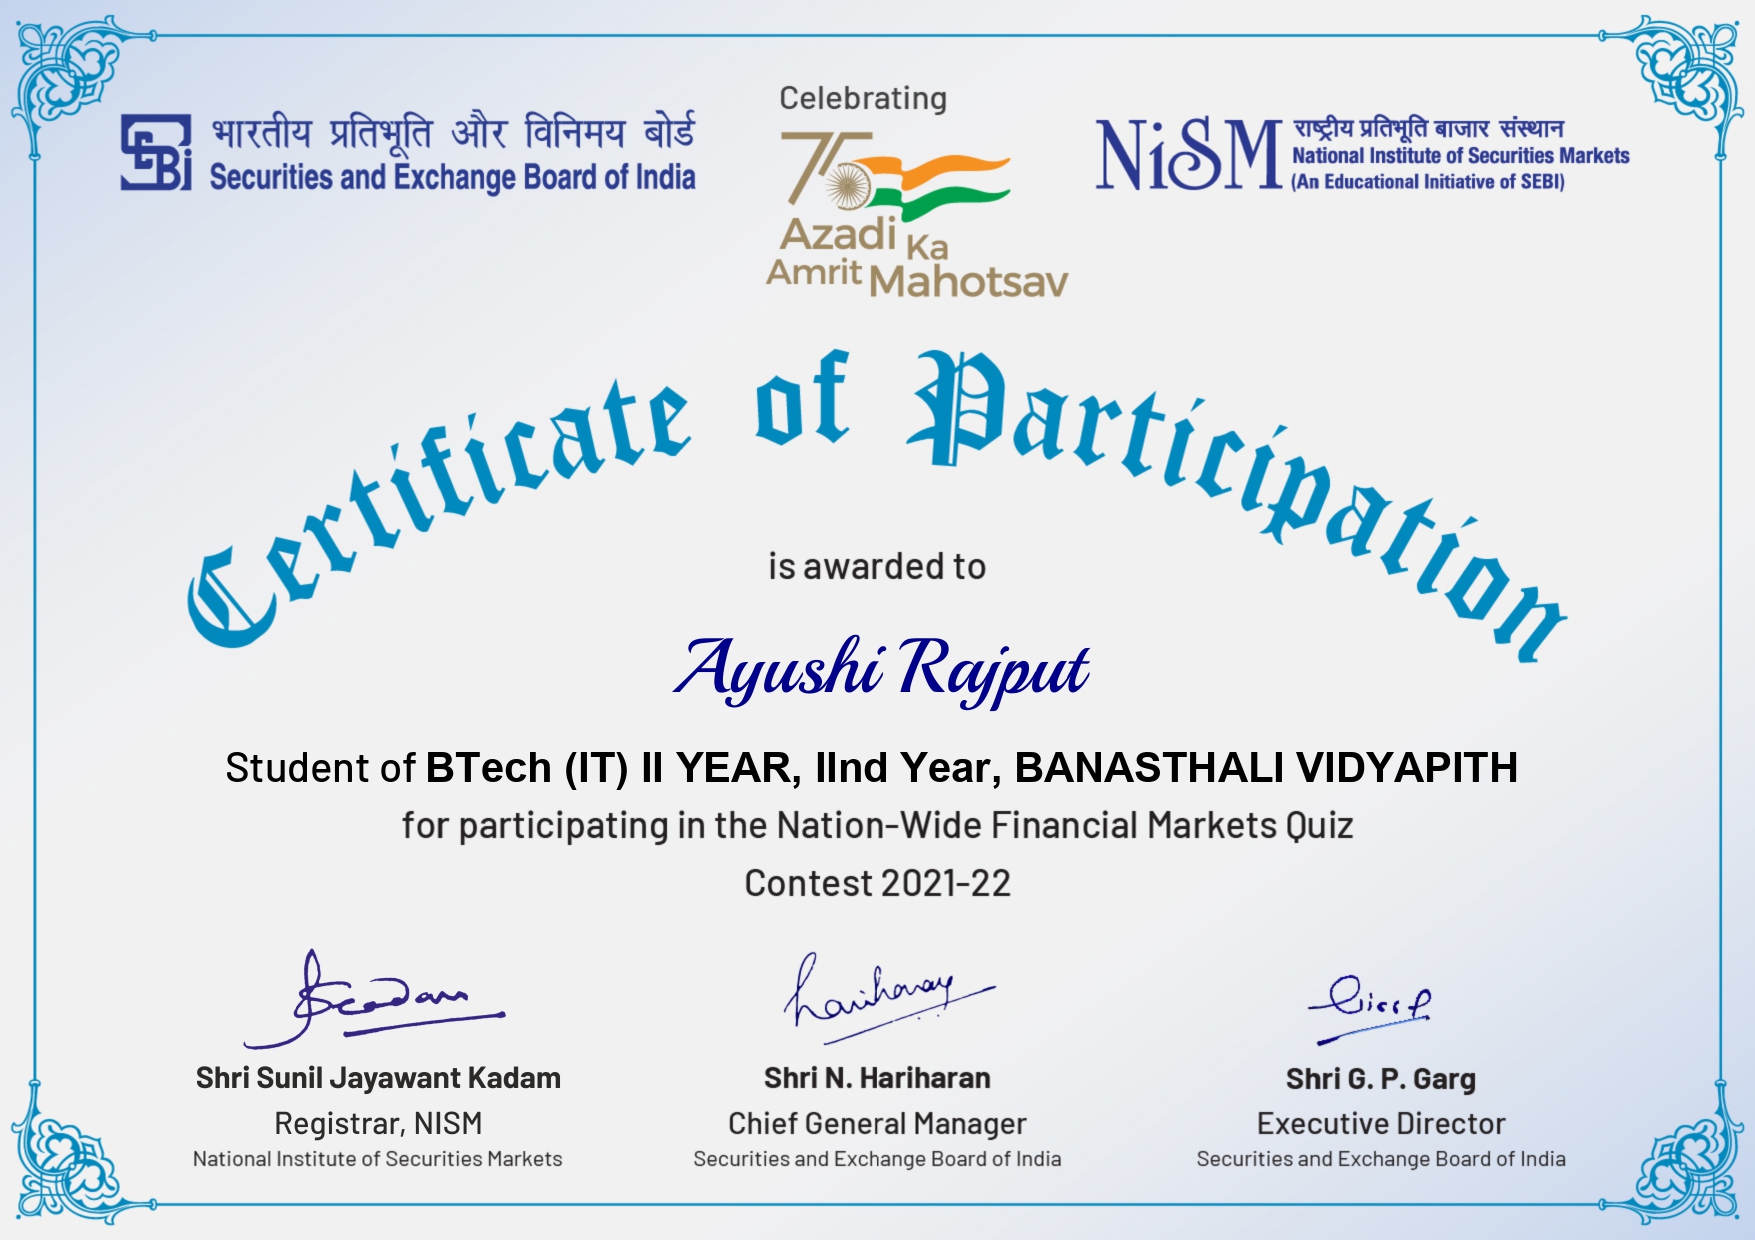 Celebrating
SEBI
भारतीय प्रतिभूति और विनिमय बोर्ड
Securities and Exchange Board of India
75
Azadi Ka
Amrit Mahotsav
NiSM
राष्ट्रीय प्रतिभूति बाजार संस्थान
National Institute of Securities Markets
(An Educational Initiative of SEBI)
Certificate of Participation
is awarded to
Ayushi Rajput
Student of BTech (IT) II YEAR, IInd Year, BANASTHALI VIDYAPITH
for participating in the Nation-Wide Financial Markets Quiz
Contest 2021-22
Shri Sunil Jayawant Kadam
Registrar, NISM
National Institute of Securities Markets
Shri N. Hariharan
Chief General Manager
Securities and Exchange Board of India
Shri G. P. Garg
Executive Director
Securities and Exchange Board of India